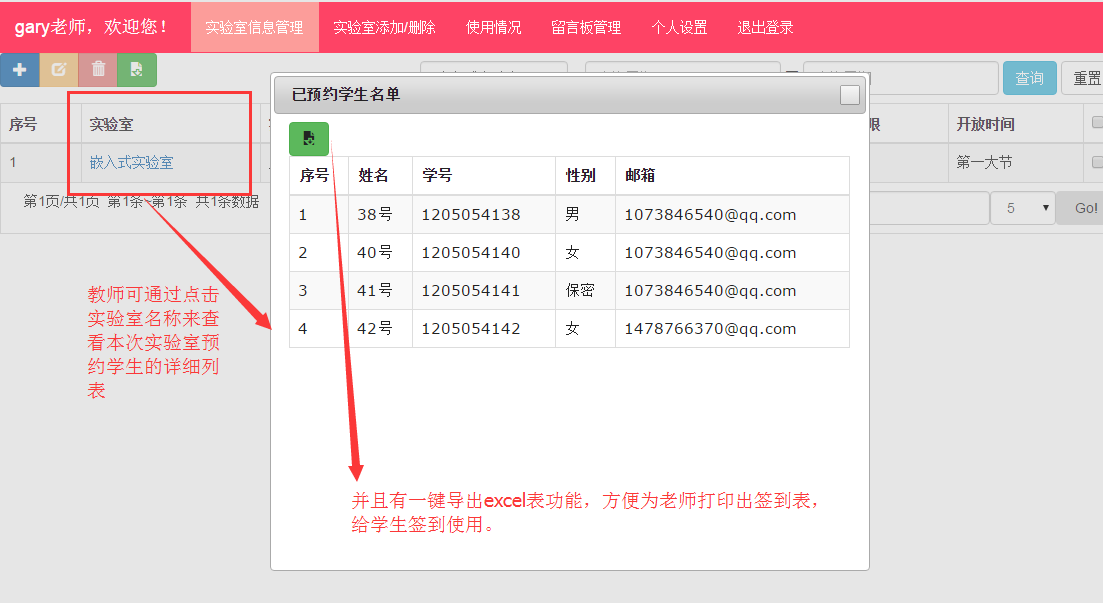 gary老师，欢迎您！ 实验室信息管理 实验室添加/删除 使用情况 留言板管理 个人设置 退出登录
查询 重置
已预约学生名单
序号 实验室 开放时间
1 嵌入式实验室 第一大节
第1页/共1页 第1条~第1条 共1条数据 5 Go!
序号 姓名 学号 性别 邮箱
1 38号 1205054138 男 1073846540@qq.com
2 40号 1205054140 女 1073846540@qq.com
3 41号 1205054141 保密 1073846540@qq.com
4 42号 1205054142 女 1478766370@qq.com
教师可通过点击
实验室名称来查
看本次实验室预
约学生的详细列
表
并且有一键导出excel表功能，方便为老师打印出签到表，
给学生签到使用。